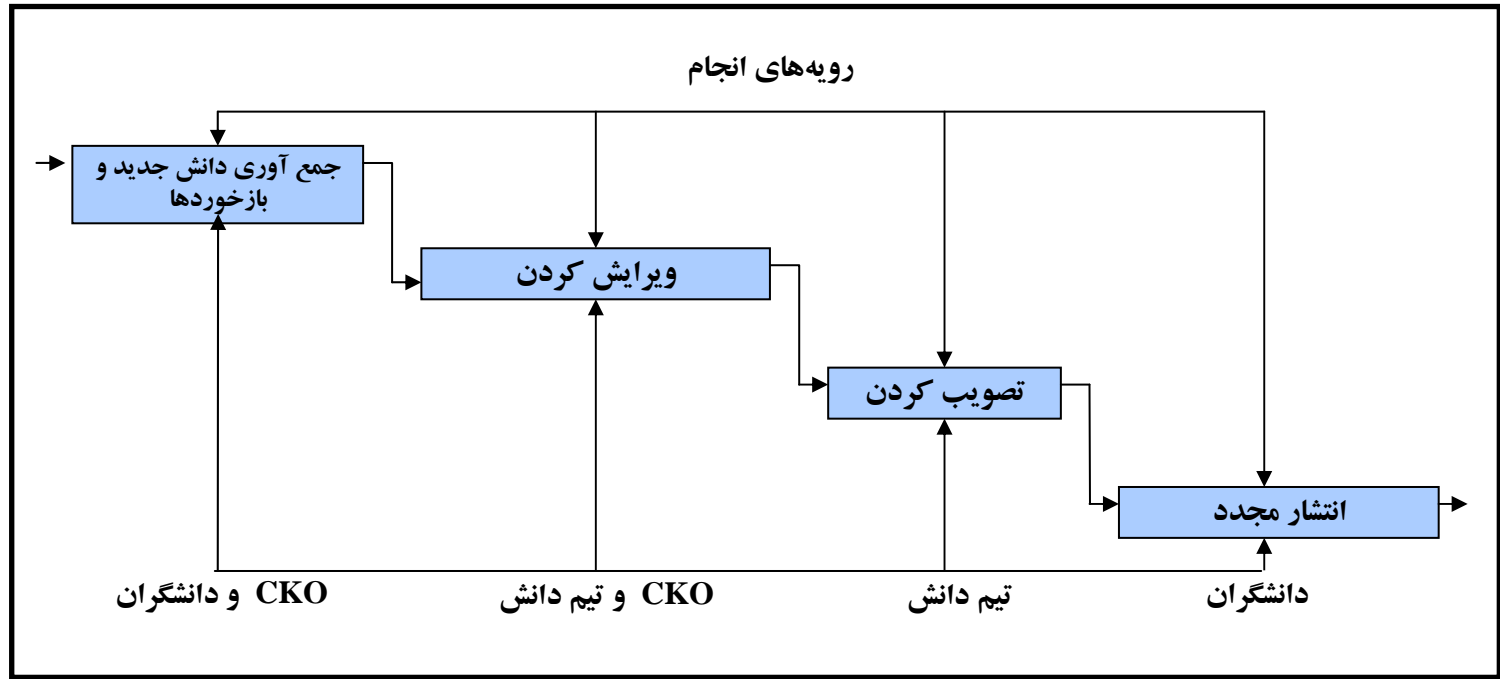 رویه‌های انجام
جمع آوری دانش جدید و
بازخوردها
ویرایش کردن
تصویب کردن
انتشار مجدد
CKO و دانشگران
CKO و تیم دانش
تیم دانش
دانشگران